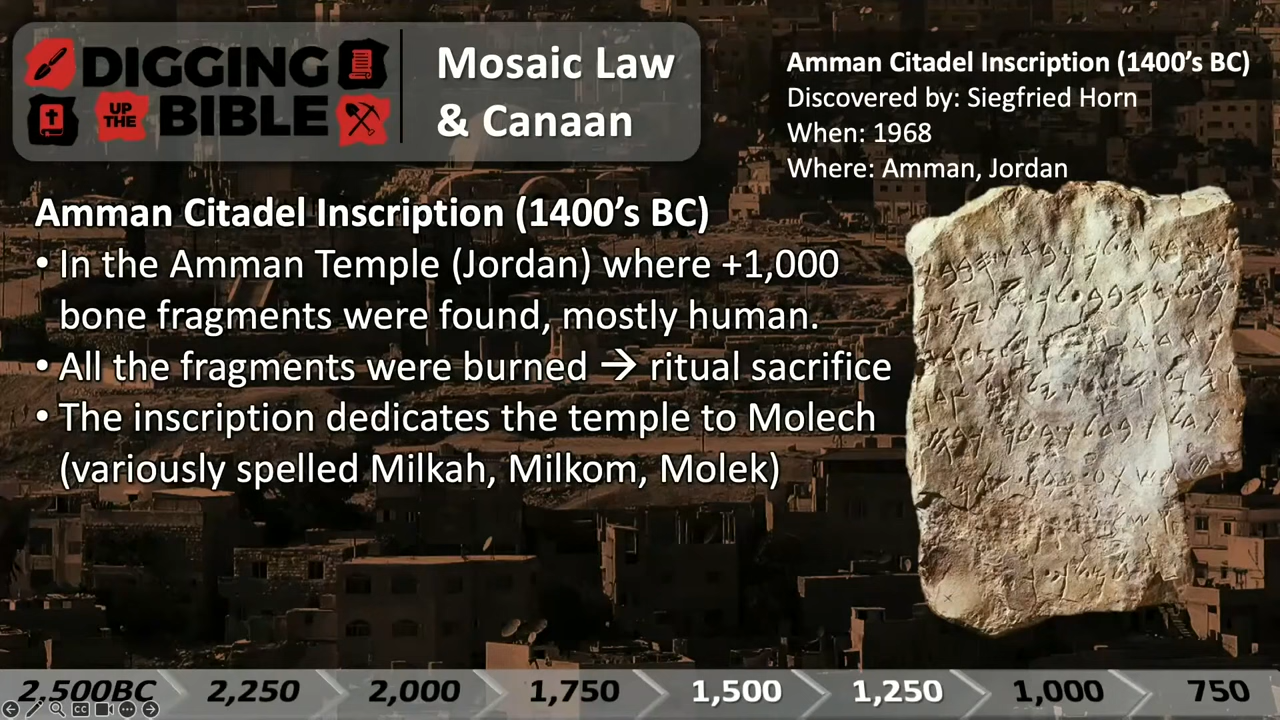 DIGGING
UP
THE
BIBLE
Mosaic Law
& Canaan
Amman Citadel Inscription (1400’s BC)
Discovered by: Siegfried Horn
When: 1968
Where: Amman, Jordan
Amman Citadel Inscription (1400’s BC)
• In the Amman Temple (Jordan) where +1,000
bone fragments were found, mostly human.
• All the fragments were burned → ritual sacrifice
• The inscription dedicates the temple to Molech
(variously spelled Milkah, Milkom, Molek)
2,500BC 2,250 2,000 1,750 1,500 1,250 1,000 750
CC